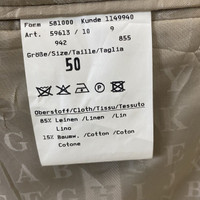 Form 581000 Kunde 1149940
Art. 59613 / 10 9
942 855
Größe/Size/Taille/Taglia
50
Oberstoff/Cloth/Tissu/Tessuto
85% Leinen /Linen /Lin
Lino
15% Baumw. /Cotton /Coton
Cotone